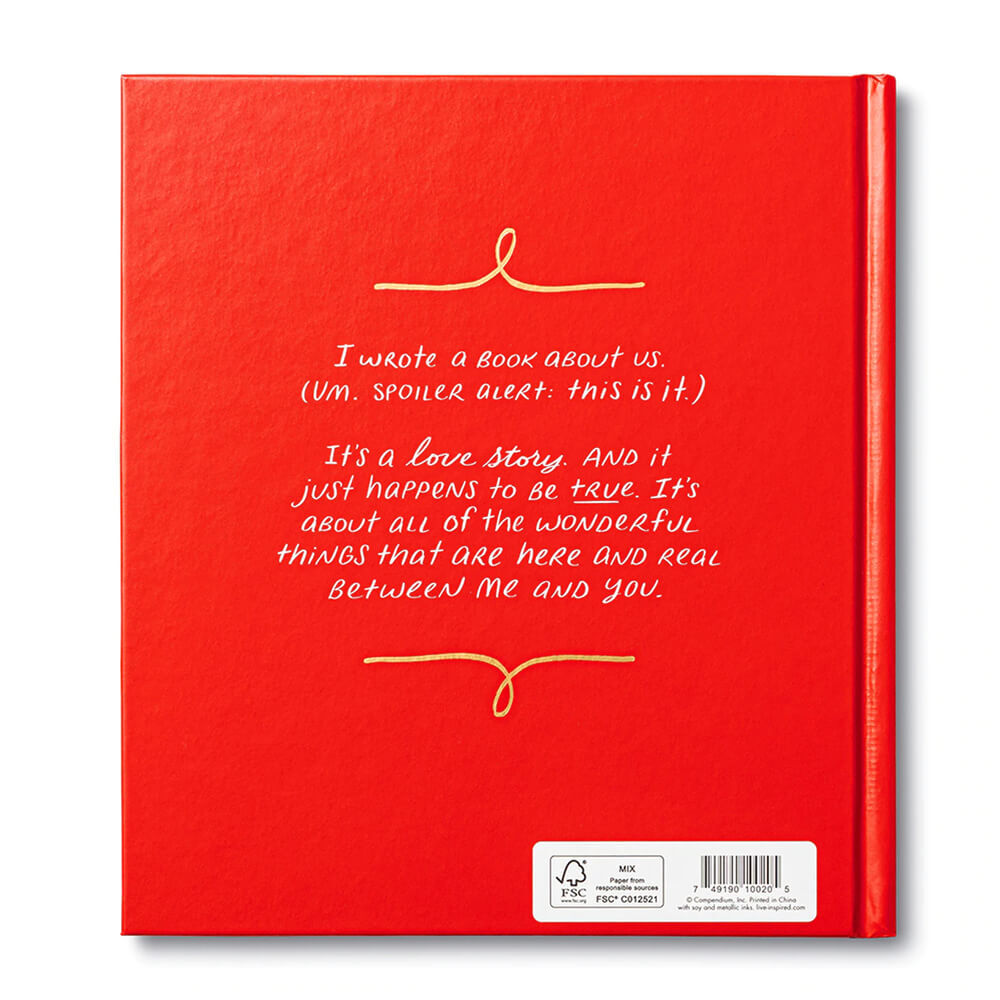 I wrote a book about us.
(Um. Spoiler alert: this is it.)
It's a love story. And it
just happens to be true. It's
about all of the wonderful
things that are here and real
between me and you.
FSC
www.fsc.org
MIX
Paper from
responsible sources
FSC® C012521
7 49190 10020 5
© Compendium, Inc. Printed in China
with soy and metallic inks. live-inspired.com